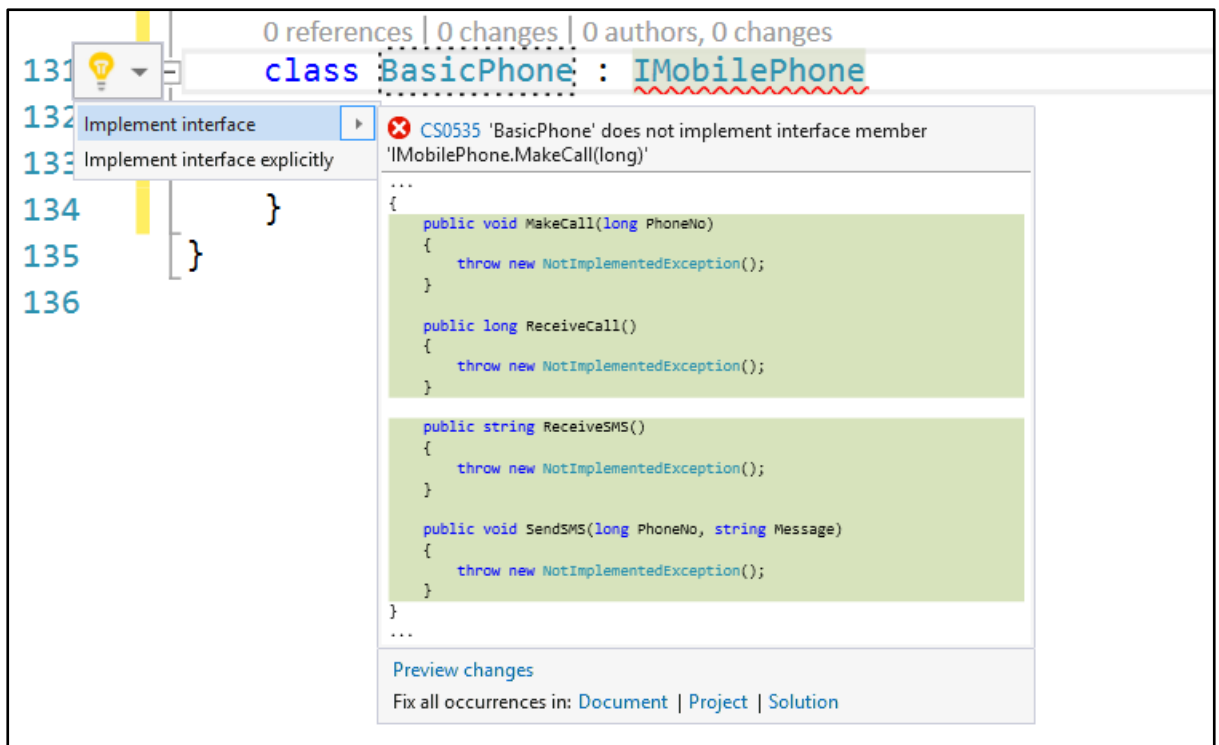 0 references | 0 changes | 0 authors, 0 changes
131 class BasicPhone : IMobilePhone
132
Implement interface
133
Implement interface explicitly
134 }
135 }
136
CS0535 'BasicPhone' does not implement interface member
'IMobilePhone.MakeCall(long)'
...
{
public void MakeCall(long PhoneNo)
{
throw new NotImplementedException();
}
public long ReceiveCall()
{
throw new NotImplementedException();
}
public string ReceiveSMS()
{
throw new NotImplementedException();
}
public void SendSMS(long PhoneNo, string Message)
{
throw new NotImplementedException();
}
}
...
Preview changes
Fix all occurrences in: Document | Project | Solution